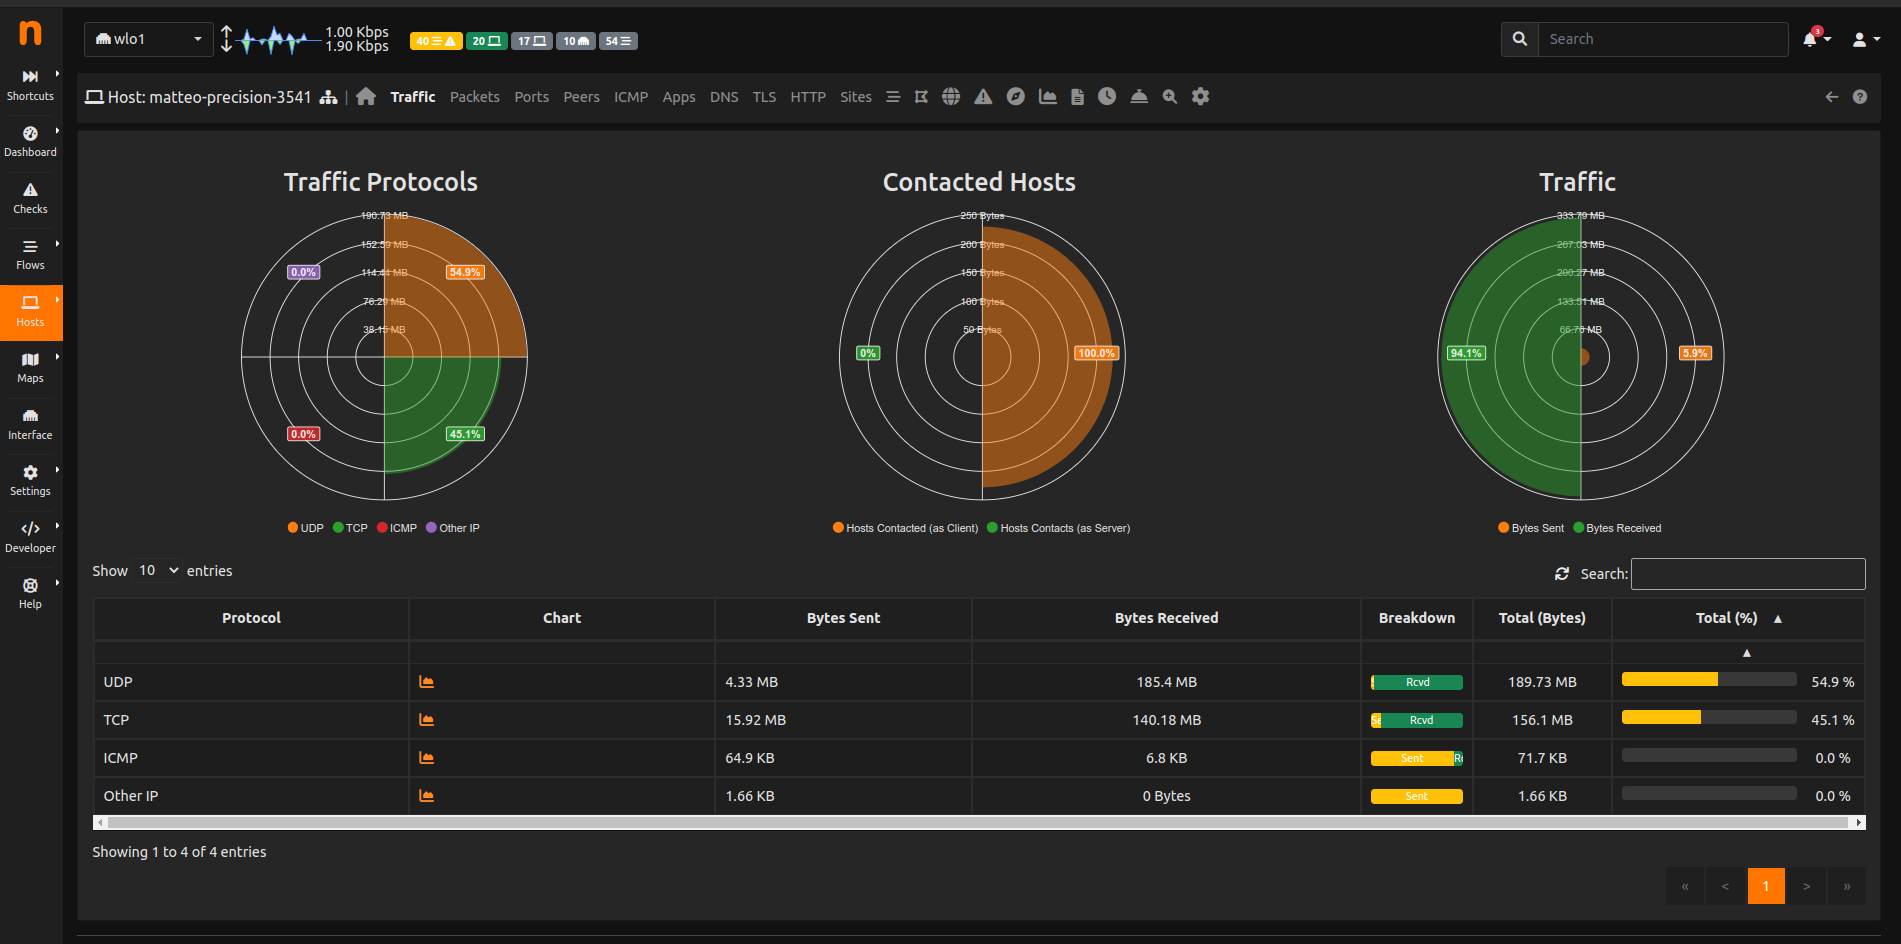 n
wlo1
1.00 Kbps
1.90 Kbps
40
20
17
10
54
Search
3
Shortcuts
Dashboard
Checks
Flows
Hosts
Maps
Interface
Settings
Developer
Help
Host: matteo-precision-3541 | Traffic Packets Ports Peers ICMP Apps DNS TLS HTTP Sites
Traffic Protocols
190.73 MB
152.59 MB
114.44 MB
76.29 MB
38.15 MB
0.0%
54.9%
0.0%
45.1%
UDP TCP ICMP Other IP
Contacted Hosts
250 Bytes
200 Bytes
150 Bytes
100 Bytes
50 Bytes
0%
100.0%
Hosts Contacted (as Client) Hosts Contacts (as Server)
Traffic
333.79 MB
267.03 MB
200.27 MB
133.51 MB
66.76 MB
94.1%
5.9%
Bytes Sent Bytes Received
Show 10 entries
Search:
Protocol Chart Bytes Sent Bytes Received Breakdown Total (Bytes) Total (%) ▲
▲
UDP 4.33 MB 185.4 MB Rcvd 189.73 MB 54.9 %
TCP 15.92 MB 140.18 MB Se Rcvd 156.1 MB 45.1 %
ICMP 64.9 KB 6.8 KB Sent R 71.7 KB 0.0 %
Other IP 1.66 KB 0 Bytes Sent 1.66 KB 0.0 %
Showing 1 to 4 of 4 entries
« < 1 > »